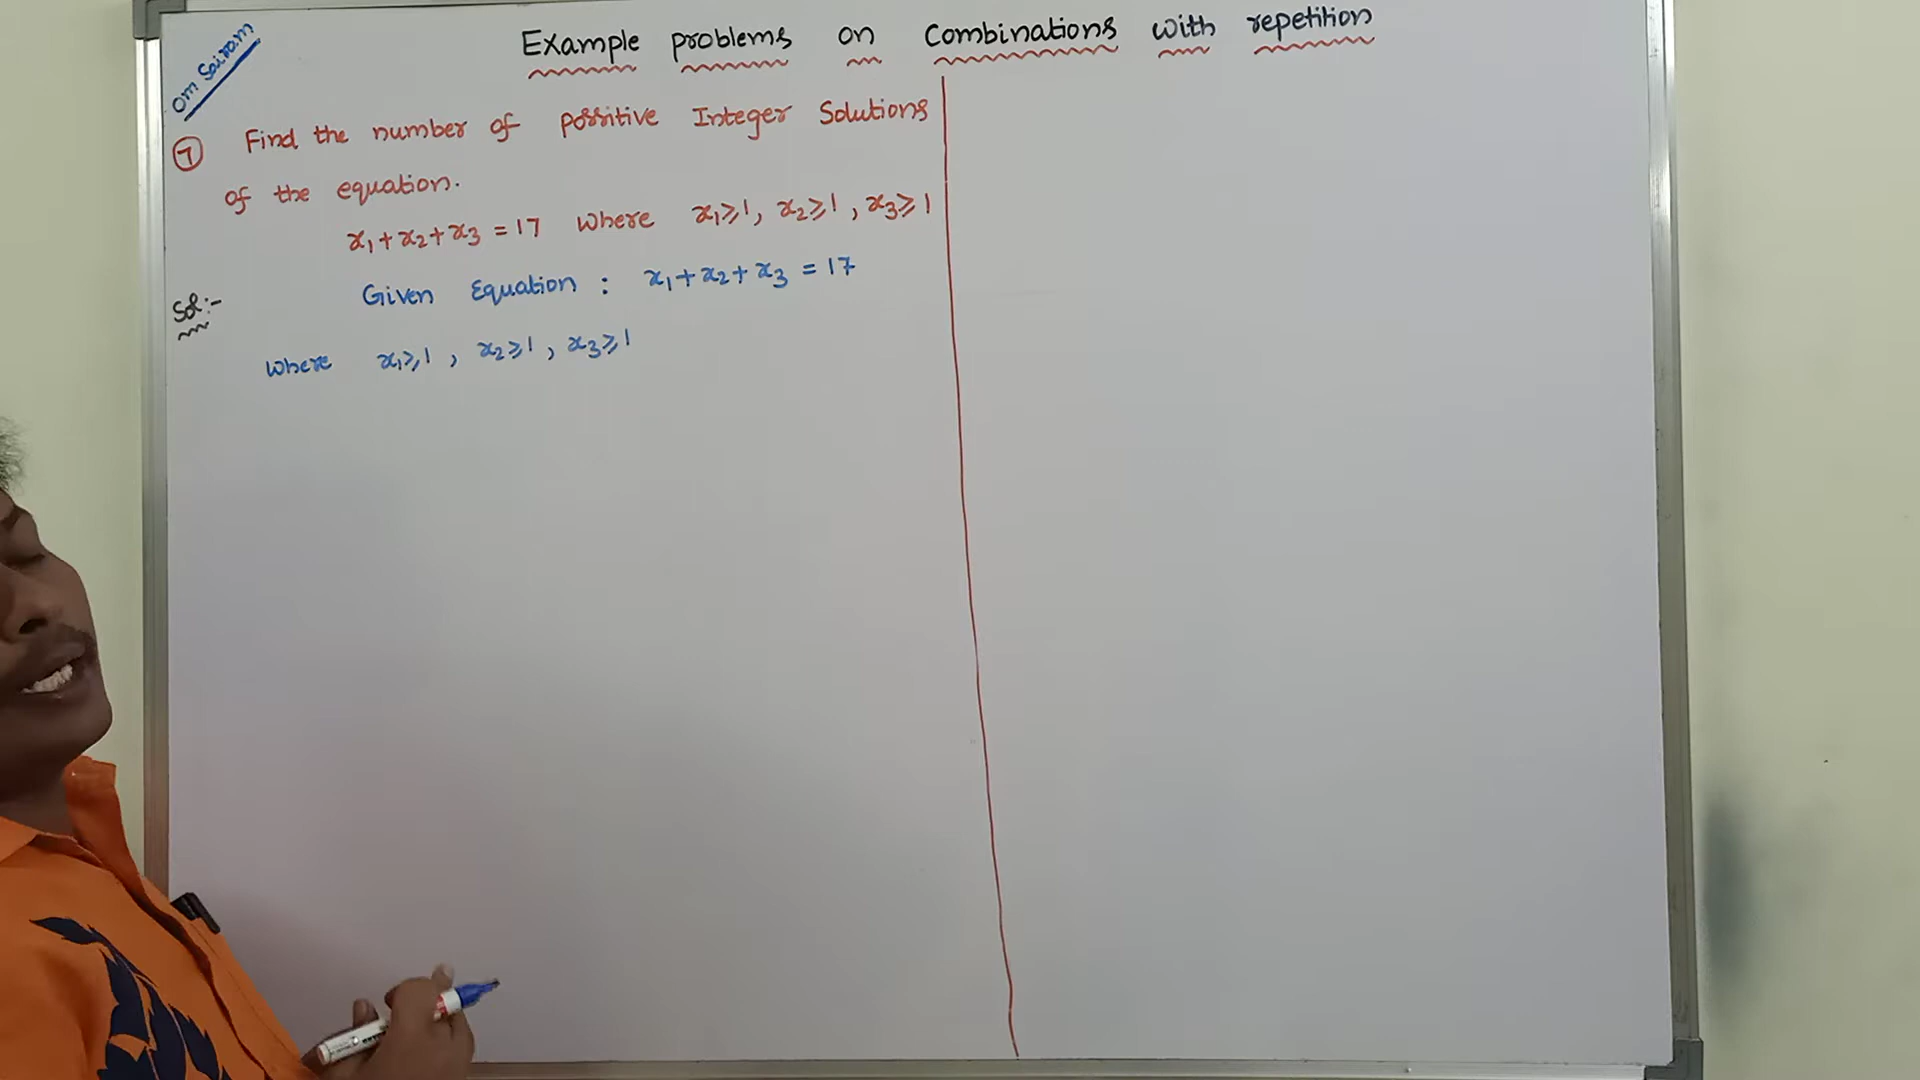 Om Sairam
Example problems on Combinations with repetition
7 Find the number of possitive Integer Solutions
of the equation.
x₁+x₂+x₃ = 17 Where x₁≥1, x₂≥1, x₃≥1
Sol:- Given Equation : x₁+x₂+x₃ = 17
Where x₁≥1 , x₂≥1 , x₃≥1